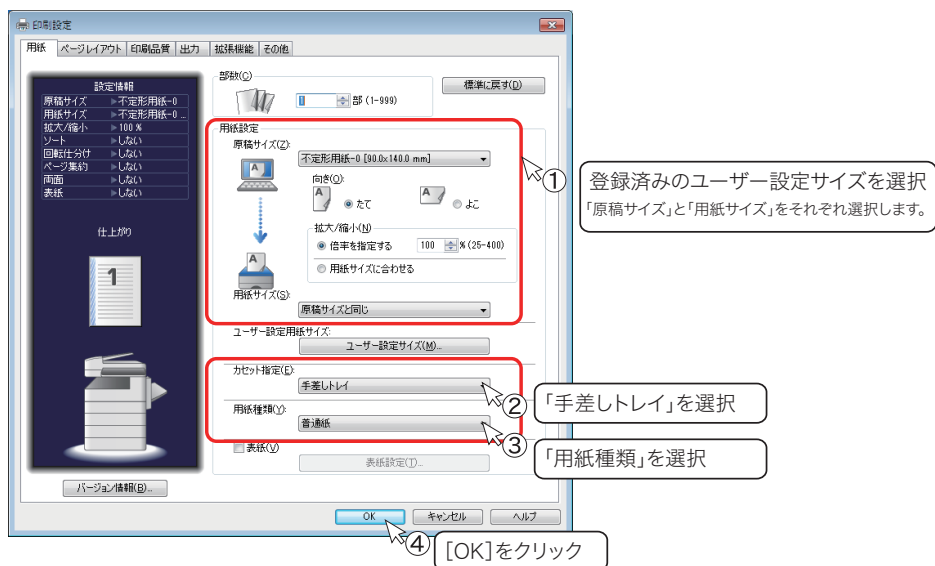 印刷設定
用紙 ページレイアウト 印刷品質 出力 拡張機能 その他
設定情報
原稿サイズ ▶不定形用紙-0
用紙サイズ ▶不定形用紙-0 ...
拡大/縮小 ▶100 %
ソート ▶しない
回転仕分け ▶しない
ページ集約 ▶しない
両面 ▶しない
表紙 ▶しない
仕上がり
1
バージョン情報(B)...
部数(C)
1 部 (1-999)
標準に戻す(D)
用紙設定
原稿サイズ(Z):
不定形用紙-0 [90.0x140.0 mm]
向き(O):
A たて A よこ
拡大/縮小(N)
倍率を指定する 100 % (25-400)
用紙サイズに合わせる
A
A
用紙サイズ(S):
原稿サイズと同じ
ユーザー設定用紙サイズ:
ユーザー設定サイズ(M)...
カセット指定(E):
手差しトレイ
用紙種類(Y):
普通紙
表紙(V)
表紙設定(T)...
OK キャンセル ヘルプ
① 登録済みのユーザー設定サイズを選択
「原稿サイズ」と「用紙サイズ」をそれぞれ選択します。
② 「手差しトレイ」を選択
③ 「用紙種類」を選択
④ [OK]をクリック